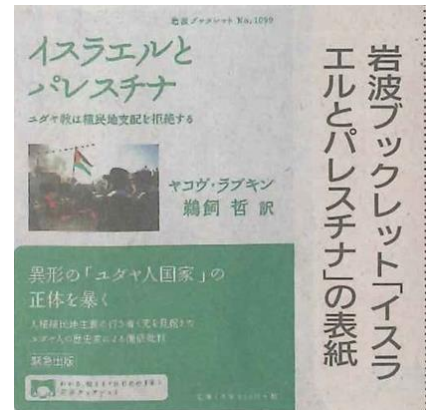 岩波ブックレット No.1099
イスラエルと
パレスチナ
ユダヤ教は植民地支配を拒絶する
ヤコヴ・ラブキン
鵜飼 哲 訳
異形の「ユダヤ人国家」の
正体を暴く
緊急出版
岩波ブックレット「イスラ
エルとパレスチナ」の表紙